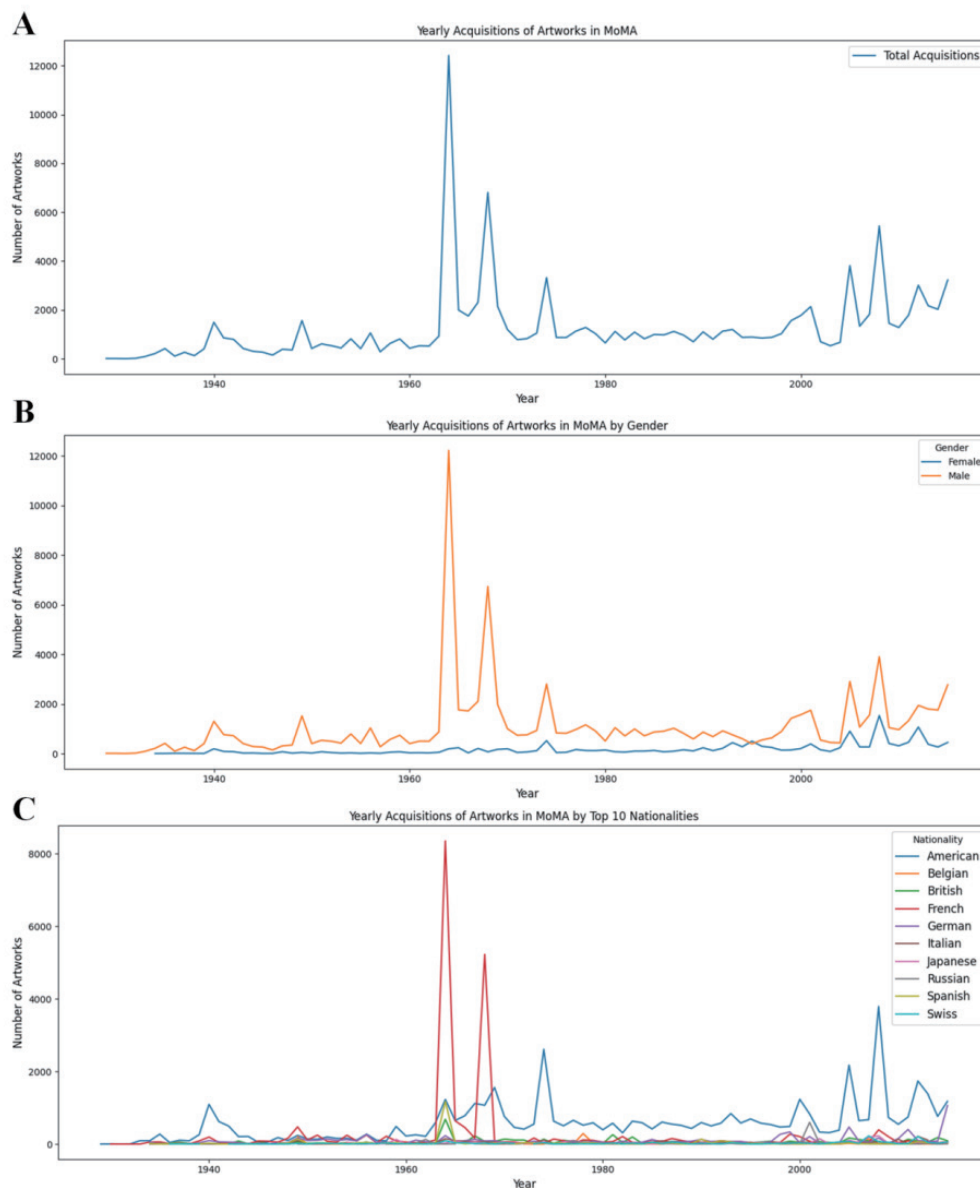 A
Yearly Acquisitions of Artworks in MoMA
Total Acquisitions
12000
10000
8000
6000
4000
2000
0
Number of Artworks
1940 1960 1980 2000
Year
B
Yearly Acquisitions of Artworks in MoMA by Gender
Gender
Female
Male
12000
10000
8000
6000
4000
2000
0
Number of Artworks
1940 1960 1980 2000
Year
C
Yearly Acquisitions of Artworks in MoMA by Top 10 Nationalities
Nationality
American
Belgian
British
French
German
Italian
Japanese
Russian
Spanish
Swiss
8000
6000
4000
2000
0
Number of Artworks
1940 1960 1980 2000
Year